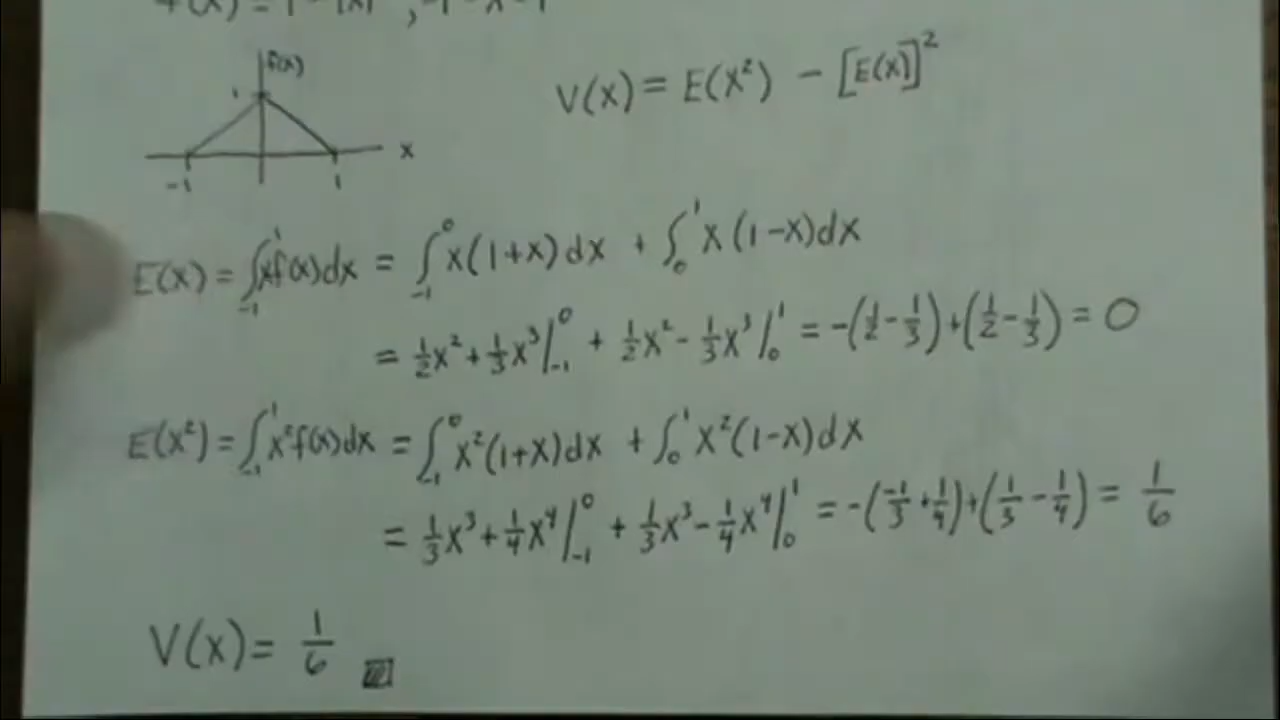 f(x) = 1 - |x| , -1 < x < 1
f(x)
V(X) = E(X²) - [E(X)]²
1
x
-1 1
E(X) = ∫₋₁¹ xf(x)dx = ∫₋₁⁰ x(1+x)dx + ∫₀¹ x(1-x)dx
= ½x² + ⅓x³|₋₁⁰ + ½x² - ⅓x³|₀¹ = -(½ - ⅓) + (½ - ⅓) = 0
E(X²) = ∫₋₁¹ x²f(x)dx = ∫₋₁⁰ x²(1+x)dx + ∫₀¹ x²(1-x)dx
= ⅓x³ + ¼x⁴|₋₁⁰ + ⅓x³ - ¼x⁴|₀¹ = -(-1/3 + ¼) + (⅓ - ¼) = 1/6
V(X) = 1/6